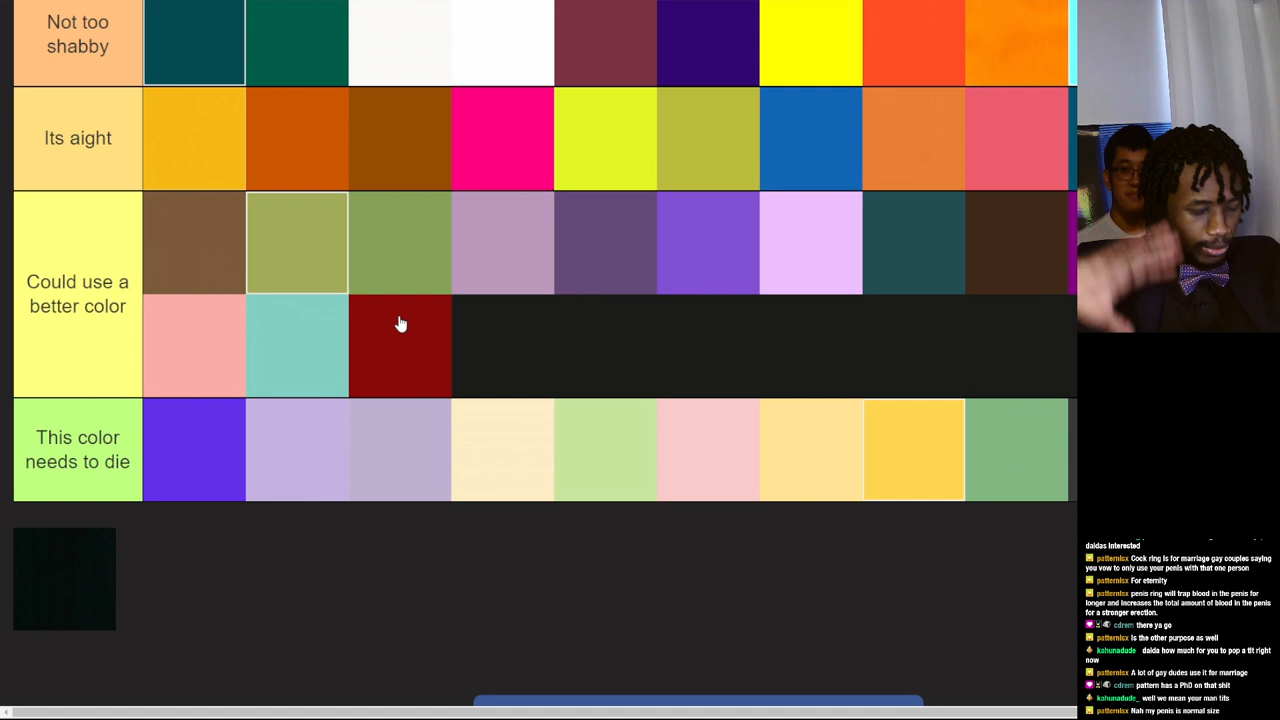 Not too
shabby
Its aight
Could use a
better color
This color
needs to die
daidas interested
patternlsx Cock ring is for marriage gay couples saying
you vow to only use your penis with that one person
patternlsx For eternity
patternlsx penis ring will trap blood in the penis for
longer and increases the total amount of blood in the penis
for a stronger erection.
cdrem there ya go
patternlsx Is the other purpose as well
kahunadude_ daida how much for you to pop a tit right
now
patternlsx A lot of gay dudes use it for marriage
cdrem pattern has a PhD on that shit
kahunadude_ well we mean your man tits
patternlsx Nah my penis is normal size